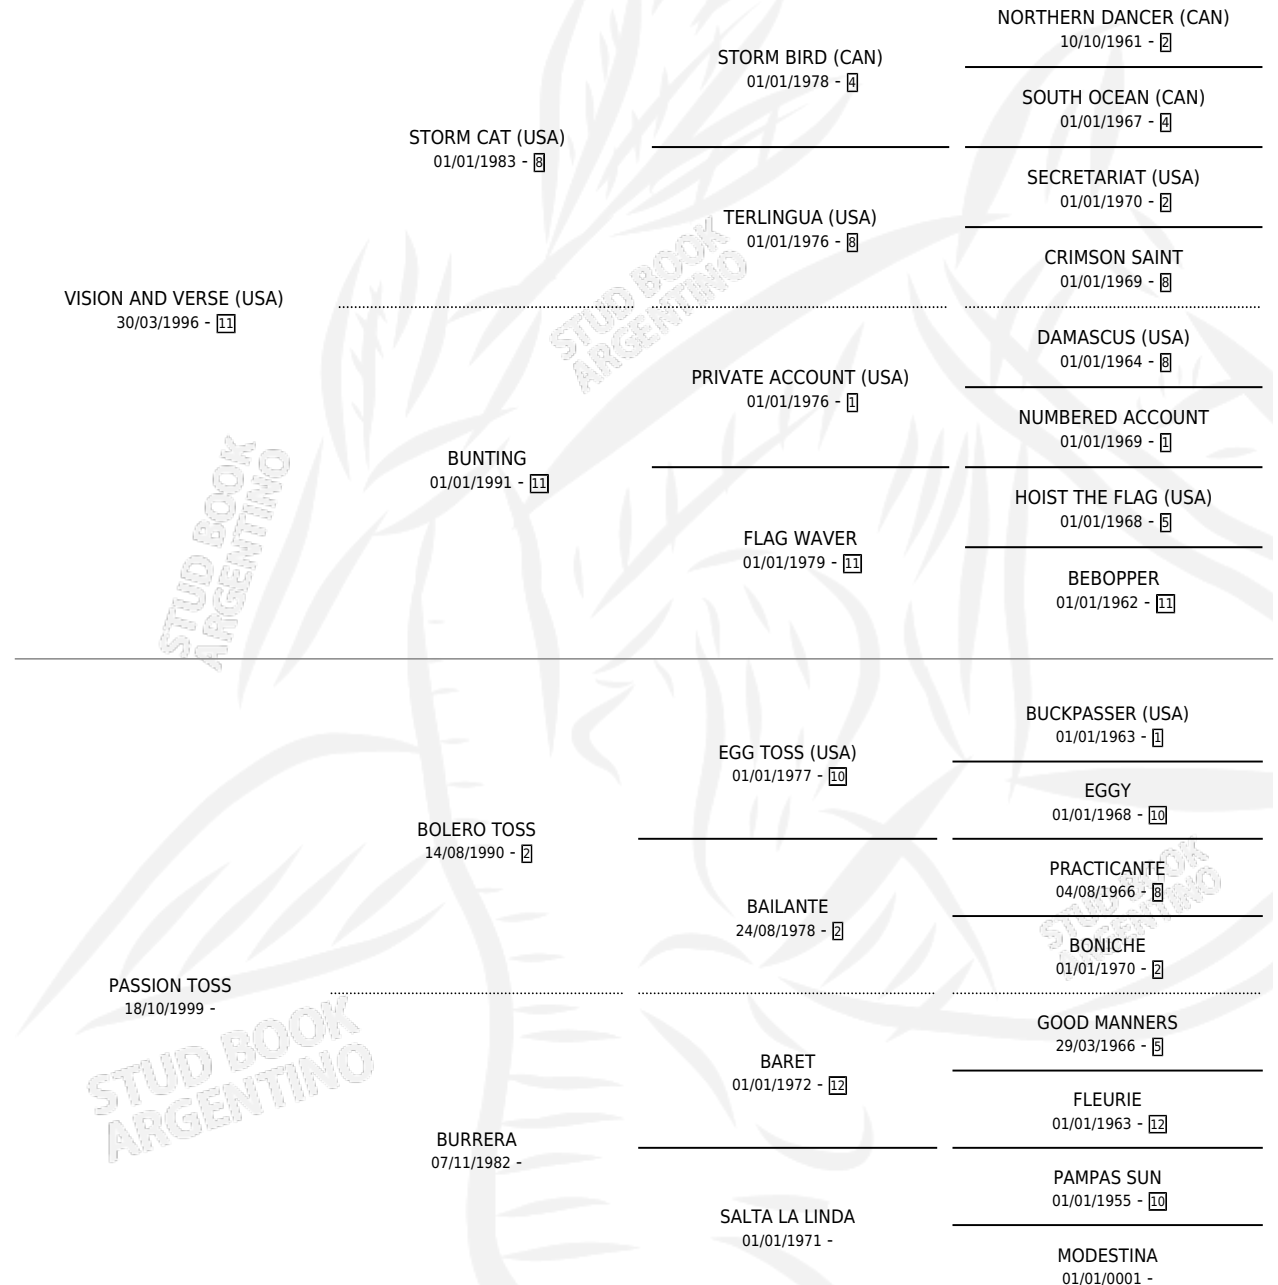 NORTHERN DANCER (CAN)
10/10/1961 - 2
STORM BIRD (CAN)
01/01/1978 - 4
SOUTH OCEAN (CAN)
01/01/1967 - 4
STORM CAT (USA)
01/01/1983 - 8
SECRETARIAT (USA)
01/01/1970 - 2
TERLINGUA (USA)
01/01/1976 - 8
CRIMSON SAINT
01/01/1969 - 8
VISION AND VERSE (USA)
30/03/1996 - 11
DAMASCUS (USA)
01/01/1964 - 8
PRIVATE ACCOUNT (USA)
01/01/1976 - 1
NUMBERED ACCOUNT
01/01/1969 - 1
BUNTING
01/01/1991 - 11
HOIST THE FLAG (USA)
01/01/1968 - 5
FLAG WAVER
01/01/1979 - 11
BEBOPPER
01/01/1962 - 11
BUCKPASSER (USA)
01/01/1963 - 1
EGG TOSS (USA)
01/01/1977 - 10
EGGY
01/01/1968 - 10
BOLERO TOSS
14/08/1990 - 2
PRACTICANTE
04/08/1966 - 8
BAILANTE
24/08/1978 - 2
BONICHE
01/01/1970 - 2
PASSION TOSS
18/10/1999 -
GOOD MANNERS
29/03/1966 - 5
BARET
01/01/1972 - 12
FLEURIE
01/01/1963 - 12
BURRERA
07/11/1982 -
PAMPAS SUN
01/01/1955 - 10
SALTA LA LINDA
01/01/1971 -
MODESTINA
01/01/0001 -
STUD BOOK
ARGENTINO
STUD BOOK
ARGENTINO
STUD BOOK
ARGENTINO
STUD BOOK
ARGENTINO